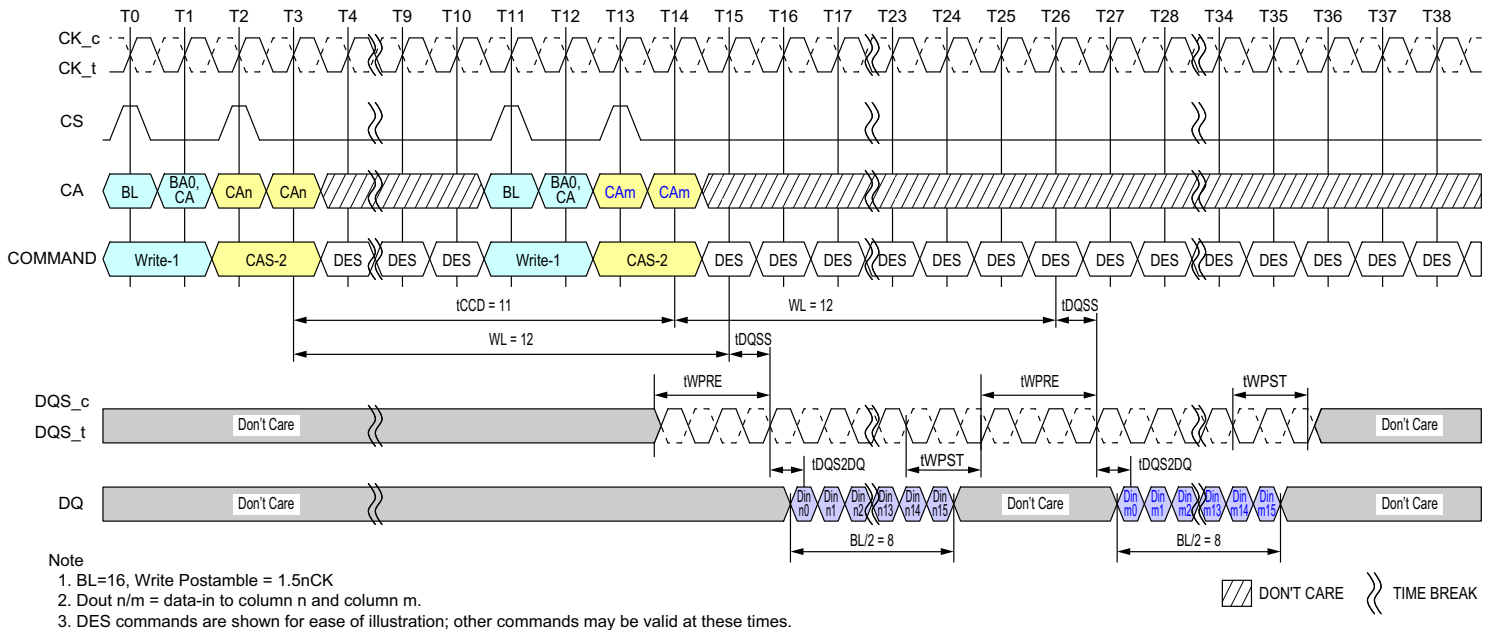 T0 T1 T2 T3 T4 T9 T10 T11 T12 T13 T14 T15 T16 T17 T23 T24 T25 T26 T27 T28 T34 T35 T36 T37 T38
CK_c
CK_t
CS
CA BL BA0, CA CAn CAn BL BA0, CA CAm CAm
COMMAND Write-1 CAS-2 DES DES DES Write-1 CAS-2 DES DES DES DES DES DES DES DES DES DES DES DES DES DES
tCCD = 11 WL = 12 tDQSS
WL = 12 tDQSS
tWPRE tWPRE tWPST
DQS_c
DQS_t Don't Care Don't Care
tDQS2DQ tWPST tDQS2DQ
DQ Don't Care Din n0 Din n1 Din n2 Din n13 Din n14 Din n15 Don't Care Din m0 Din m1 Din m2 Din m13 Din m14 Din m15 Don't Care
BL/2 = 8 BL/2 = 8
Note
1. BL=16, Write Postamble = 1.5nCK
2. Dout n/m = data-in to column n and column m.
3. DES commands are shown for ease of illustration; other commands may be valid at these times.
DON'T CARE TIME BREAK